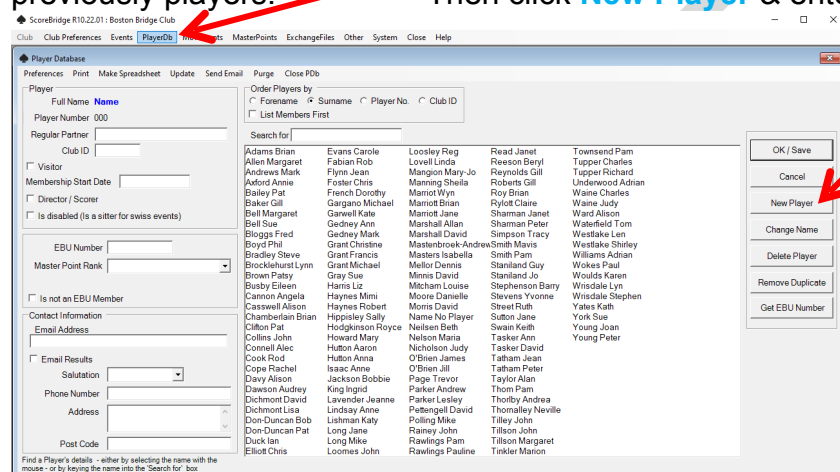 previously players. Then click New Player & ente
ScoreBridge R10.22.01 : Boston Bridge Club
Club Club Preferences Events PlayerDb MasterPoints ExchangeFiles Other System Close Help
Player Database
Preferences Print Make Spreadsheet Update Send Email Purge Close PDb
Player
Full Name Name
Player Number 000
Regular Partner
Club ID
Visitor
Membership Start Date
Director / Scorer
Is disabled (Is a sitter for swiss events)
EBU Number
Master Point Rank
Is not an EBU Member
Contact Information
Email Address
Email Results
Salutation
Phone Number
Address
Post Code
Find a Player's details - either by selecting the name with the
mouse - or by keying the name into the 'Search for' box
Order Players by
Forename Surname Player No. Club ID
List Members First
Search for
Adams Brian Evans Carole Loosley Reg Read Janet Townsend Pam
Allen Margaret Fabian Rob Lovell Linda Reeson Beryl Tupper Charles
Andrews Mark Flynn Jean Mangion Mary-Jo Reynolds Gill Tupper Richard
Axford Annie Foster Chris Manning Sheila Roberts Gill Underwood Adrian
Bailey Pat French Dorothy Marriot Wyn Roy Brian Waine Charles
Baker Gill Gargano Michael Marriott Brian Rylott Claire Waine Judy
Bell Margaret Garwell Kate Marriott Jane Sharman Janet Ward Alison
Bell Sue Gedney Ann Marshall Allan Sharman Peter Waterfield Tom
Bloggs Fred Gedney Mark Marshall David Simpson Tracy Westlake Len
Boyd Phil Grant Christine Mastenbroek-Andrew Smith Mavis Westlake Shirley
Bradley Steve Grant Francis Masters Isabella Smith Pam Williams Adrian
Brocklehurst Lynn Grant Michael Mellor Dennis Staniland Guy Wokes Paul
Brown Patsy Gray Sue Minnis David Staniland Jo Woulds Karen
Busby Eileen Harris Liz Mitcham Louise Stephenson Barry Wrisdale Lyn
Cannon Angela Haynes Mimi Moore Danielle Stevens Yvonne Wrisdale Stephen
Casswell Alison Haynes Robert Morris David Street Ruth Yates Kath
Chamberlain Brian Hippisley Sally Name No Player Sutton Jane York Sue
Clifton Pat Hodgkinson Royce Neilsen Beth Swain Keith Young Joan
Collins John Howard Mary Nelson Maria Tasker Ann Young Peter
Connell Alec Hutton Aaron Nicholson Judy Tasker David
Cook Rod Hutton Anna O'Brien James Tatham Jean
Cope Rachel Isaac Anne O'Brien Jill Tatham Peter
Davy Alison Jackson Bobbie Page Trevor Taylor Alan
Dawson Audrey King Ingrid Parker Andrew Thom Pam
Dichmont David Lavender Jeanne Parker Lesley Thorlby Andrea
Dichmont Lisa Lindsay Anne Pettengell David Thornalley Neville
Don-Duncan Bob Lishman Katy Polling Mike Tilley John
Don-Duncan Pat Long Jane Rainey John Tillson John
Duck Ian Long Mike Rawlings Pam Tillson Margaret
Elliott Chris Loomes John Rawlings Pauline Tinkler Marion
OK / Save
Cancel
New Player
Change Name
Delete Player
Remove Duplicate
Get EBU Number